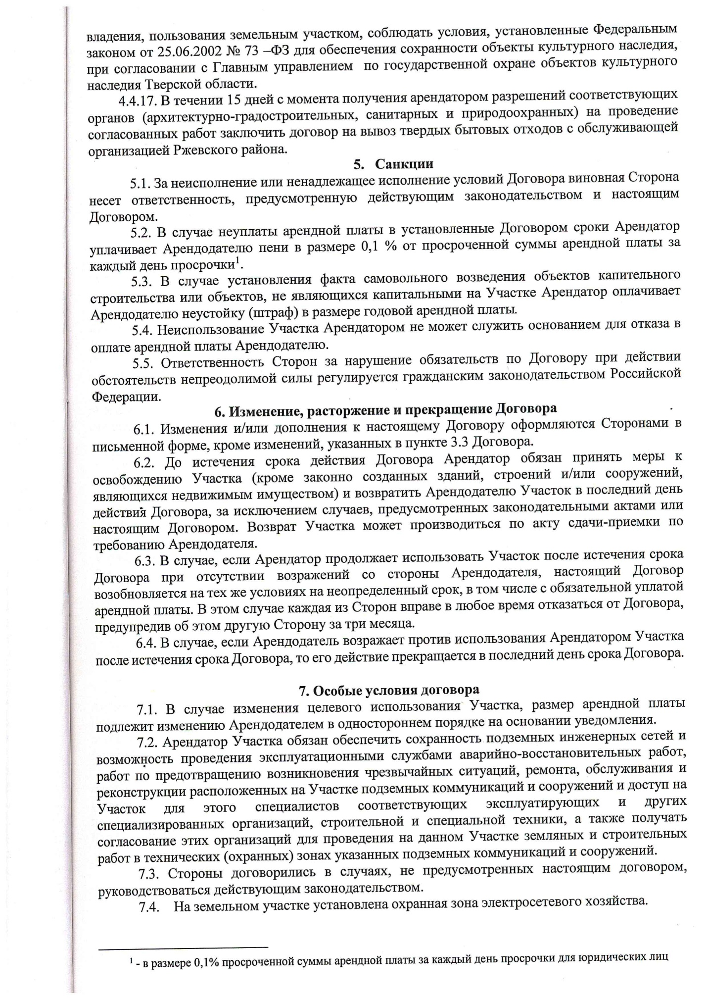 владения, пользования земельным участком, соблюдать условия, установленные Федеральным
законом от 25.06.2002 № 73 –ФЗ для обеспечения сохранности объекты культурного наследия,
при согласовании с Главным управлением по государственной охране объектов культурного
наследия Тверской области.
4.4.17. В течении 15 дней с момента получения арендатором разрешений соответствующих
органов (архитектурно-градостроительных, санитарных и природоохранных) на проведение
согласованных работ заключить договор на вывоз твердых бытовых отходов с обслуживающей
организацией Ржевского района.
5. Санкции
5.1. За неисполнение или ненадлежащее исполнение условий Договора виновная Сторона
несет ответственность, предусмотренную действующим законодательством и настоящим
Договором.
5.2. В случае неуплаты арендной платы в установленные Договором сроки Арендатор
уплачивает Арендодателю пени в размере 0,1 % от просроченной суммы арендной платы за
каждый день просрочки¹.
5.3. В случае установления факта самовольного возведения объектов капительного
строительства или объектов, не являющихся капитальными на Участке Арендатор оплачивает
Арендодателю неустойку (штраф) в размере годовой арендной платы.
5.4. Неиспользование Участка Арендатором не может служить основанием для отказа в
оплате арендной платы Арендодателю.
5.5. Ответственность Сторон за нарушение обязательств по Договору при действии
обстоятельств непреодолимой силы регулируется гражданским законодательством Российской
Федерации.
6. Изменение, расторжение и прекращение Договора
6.1. Изменения и/или дополнения к настоящему Договору оформляются Сторонами в
письменной форме, кроме изменений, указанных в пункте 3.3 Договора.
6.2. До истечения срока действия Договора Арендатор обязан принять меры к
освобождению Участка (кроме законно созданных зданий, строений и/или сооружений,
являющихся недвижимым имуществом) и возвратить Арендодателю Участок в последний день
действия Договора, за исключением случаев, предусмотренных законодательными актами или
настоящим Договором. Возврат Участка может производиться по акту сдачи-приемки по
требованию Арендодателя.
6.3. В случае, если Арендатор продолжает использовать Участок после истечения срока
Договора при отсутствии возражений со стороны Арендодателя, настоящий Договор
возобновляется на тех же условиях на неопределенный срок, в том числе с обязательной уплатой
арендной платы. В этом случае каждая из Сторон вправе в любое время отказаться от Договора,
предупредив об этом другую Сторону за три месяца.
6.4. В случае, если Арендодатель возражает против использования Арендатором Участка
после истечения срока Договора, то его действие прекращается в последний день срока Договора.
7. Особые условия договора
7.1. В случае изменения целевого использования Участка, размер арендной платы
подлежит изменению Арендодателем в одностороннем порядке на основании уведомления.
7.2. Арендатор Участка обязан обеспечить сохранность подземных инженерных сетей и
возможность проведения эксплуатационными службами аварийно-восстановительных работ,
работ по предотвращению возникновения чрезвычайных ситуаций, ремонта, обслуживания и
реконструкции расположенных на Участке подземных коммуникаций и сооружений и доступ на
Участок для этого специалистов соответствующих эксплуатирующих и других
специализированных организаций, строительной и специальной техники, а также получать
согласование этих организаций для проведения на данном Участке земляных и строительных
работ в технических (охранных) зонах указанных подземных коммуникаций и сооружений.
7.3. Стороны договорились в случаях, не предусмотренных настоящим договором,
руководствоваться действующим законодательством.
7.4. На земельном участке установлена охранная зона электросетевого хозяйства.
¹ - в размере 0,1% просроченной суммы арендной платы за каждый день просрочки для юридических лиц